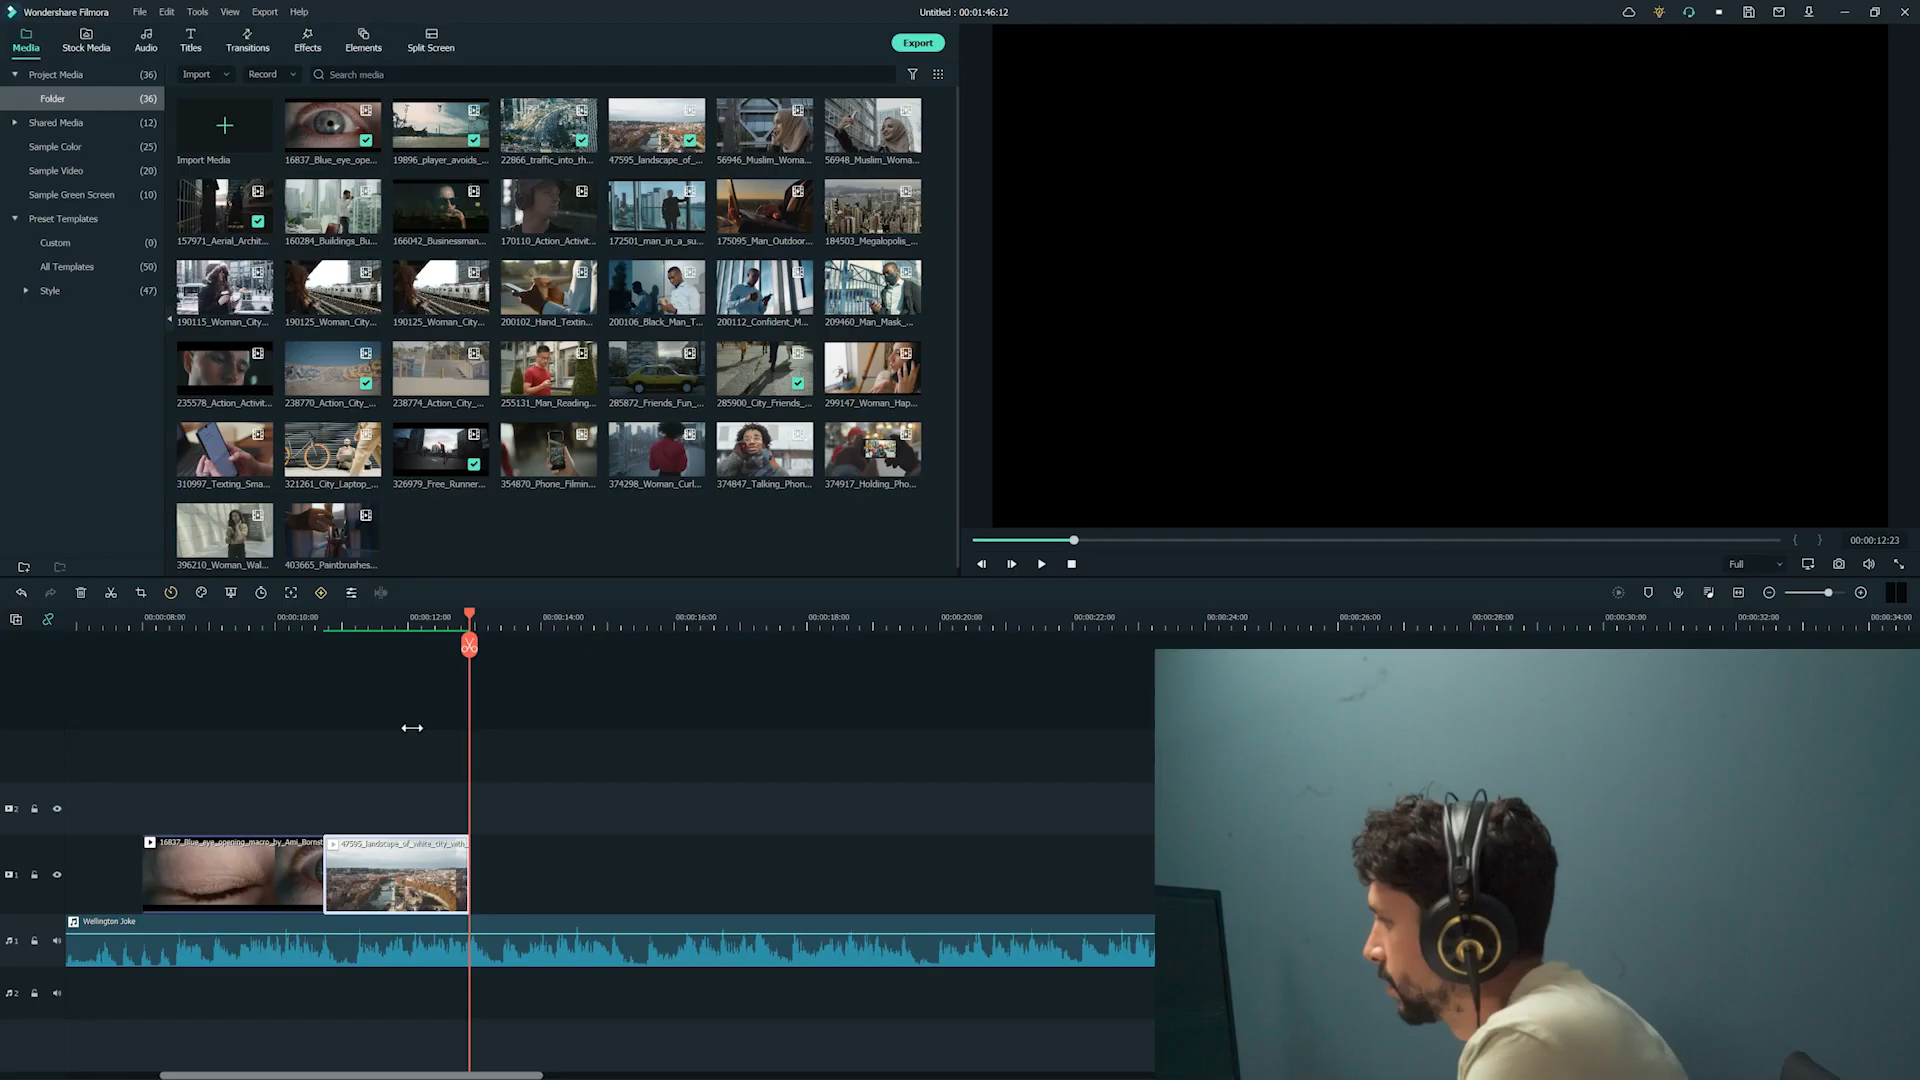 Wondershare Filmora File Edit Tools View Export Help
Untitled : 00:01:46:12
Media Stock Media Audio Titles Transitions Effects Elements Split Screen
Export
Project Media (36)
Folder (36)
Shared Media (12)
Sample Color (25)
Sample Video (20)
Sample Green Screen (10)
Preset Templates
Custom (0)
All Templates (50)
Style (47)
Import Record Search media
Import Media 16837_Blue_eye_ope... 19896_player_avoids_... 22866_traffic_into_th... 47595_landscape_of_... 56946_Muslim_Woma... 56948_Muslim_Woma...
157971_Aerial_Archit... 160284_Buildings_Bu... 166042_Businessman... 170110_Action_Activit... 172501_man_in_a_su... 175095_Man_Outdoor... 184503_Megalopolis_...
190115_Woman_City... 190125_Woman_City... 190125_Woman_City... 200102_Hand_Textin... 200106_Black_Man_T... 200112_Confident_M... 209460_Man_Mask_...
235578_Action_Activit... 238770_Action_City_... 238774_Action_City_... 255131_Man_Reading... 285872_Friends_Fun_... 285900_City_Friends_... 299147_Woman_Hap...
310997_Texting_Sma... 321261_City_Laptop_... 326979_Free_Runner... 354870_Phone_Filmin... 374298_Woman_Curl... 374847_Talking_Phon... 374917_Holding_Pho...
396210_Woman_Wal... 403665_Paintbrushes...
00:00:12:23
Full
00:00:08:00 00:00:10:00 00:00:12:00 00:00:14:00 00:00:16:00 00:00:18:00 00:00:20:00 00:00:22:00 00:00:24:00 00:00:26:00 00:00:28:00 00:00:30:00 00:00:32:00 00:00:34:00
2
16837_Blue_eye_opening_macro_by_Ami_Bornst 47595_landscape_of_white_city_with_
1
Wellington Joke
1
2